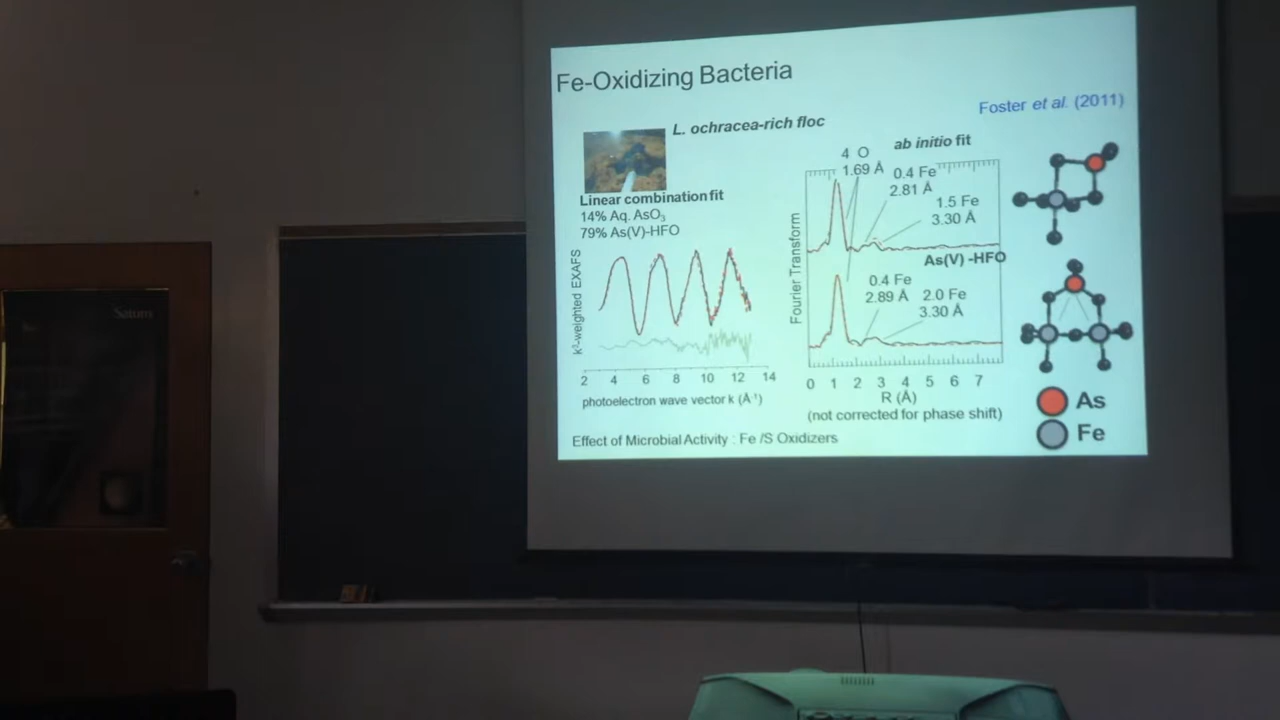 Saturn
Fe-Oxidizing Bacteria
Foster et al. (2011)
L. ochracea-rich floc
Linear combination fit
14% Aq. AsO₃
79% As(V)-HFO
k³-weighted EXAFS
2 4 6 8 10 12 14
photoelectron wave vector k (Å⁻¹)
ab initio fit
4 O
1.69 Å
0.4 Fe
2.81 Å
1.5 Fe
3.30 Å
As(V) -HFO
0.4 Fe
2.89 Å
2.0 Fe
3.30 Å
Fourier Transform
0 1 2 3 4 5 6 7
R (Å)
(not corrected for phase shift)
As
Fe
Effect of Microbial Activity : Fe /S Oxidizers